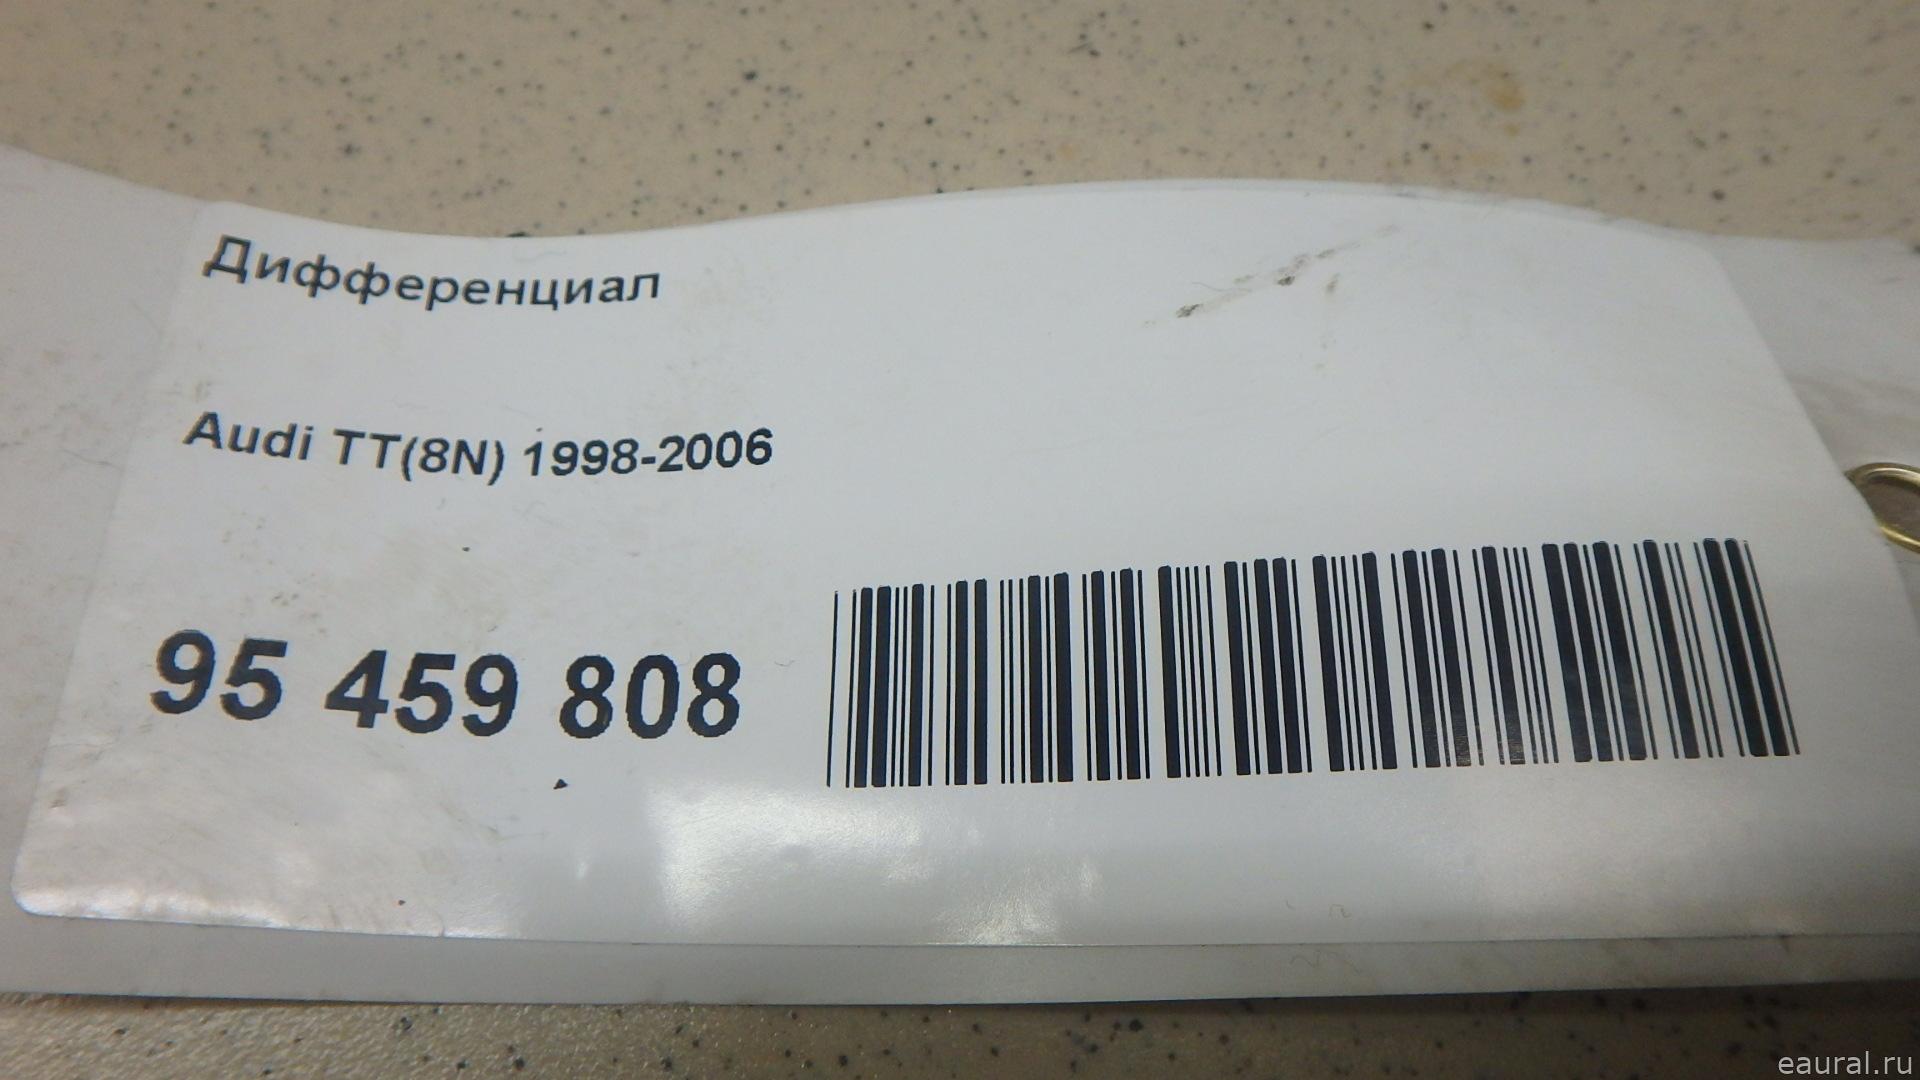 Дифференциал
Audi TT(8N) 1998-2006
95 459 808
eaural.ru